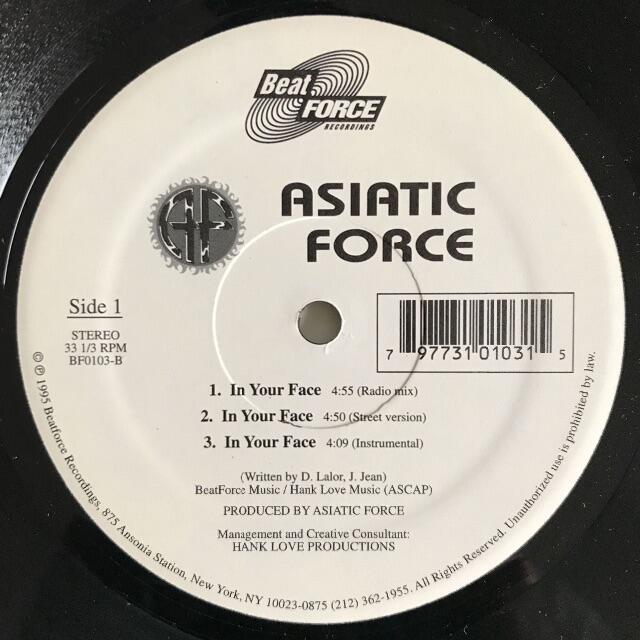 Beat
FORCE
RECORDINGS
ASIATIC
FORCE
AF
Side 1
STEREO
33 1/3 RPM
BF0103-B
7 97731 01031 5
1. In Your Face 4:55 (Radio mix)
2. In Your Face 4:50 (Street version)
3. In Your Face 4:09 (Instrumental)
(Written by D. Lalor, J. Jean)
BeatForce Music / Hank Love Music (ASCAP)
PRODUCED BY ASIATIC FORCE
Management and Creative Consultant:
HANK LOVE PRODUCTIONS
© ℗ 1995 Beatforce Recordings, 875 Ansonia Station, New York, NY 10023-0875 (212) 362-1955. All Rights Reserved. Unauthorized use is prohibited by law.